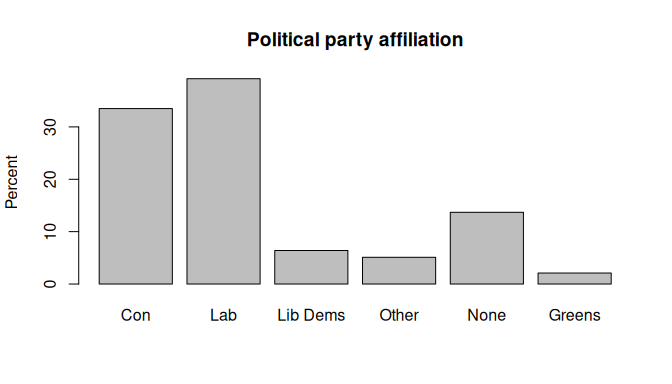 Political party affiliation
Percent
30
20
10
0
Con Lab Lib Dems Other None Greens